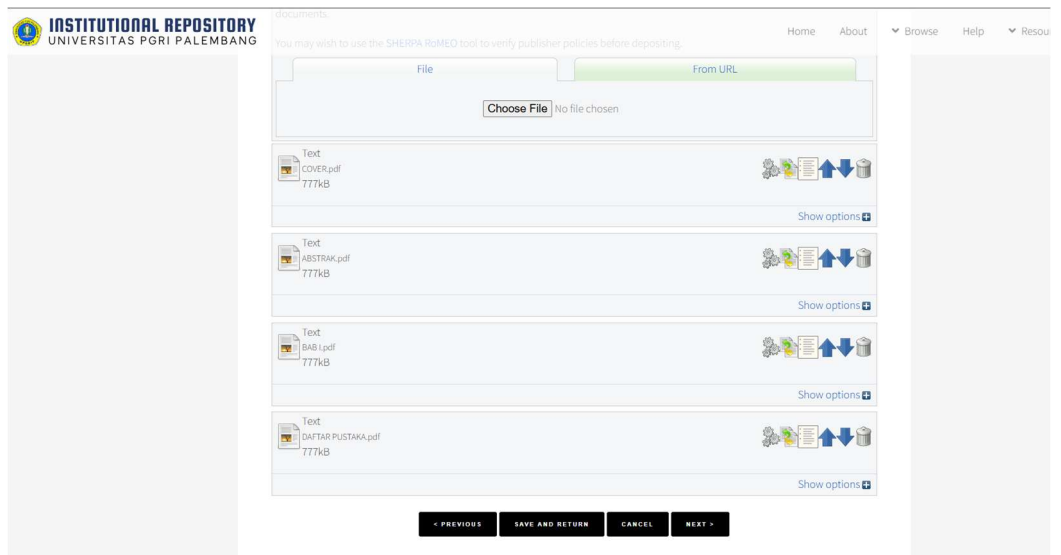 INSTITUTIONAL REPOSITORY
UNIVERSITAS PGRI PALEMBANG
documents.
You may wish to use the SHERPA RoMEO tool to verify publisher policies before depositing.
Home About Browse Help Resou
File From URL
Choose File No file chosen
Text
COVER.pdf
777kB
Show options
Text
ABSTRAK.pdf
777kB
Show options
Text
BAB I.pdf
777kB
Show options
Text
DAFTAR PUSTAKA.pdf
777kB
Show options
< PREVIOUS SAVE AND RETURN CANCEL NEXT >